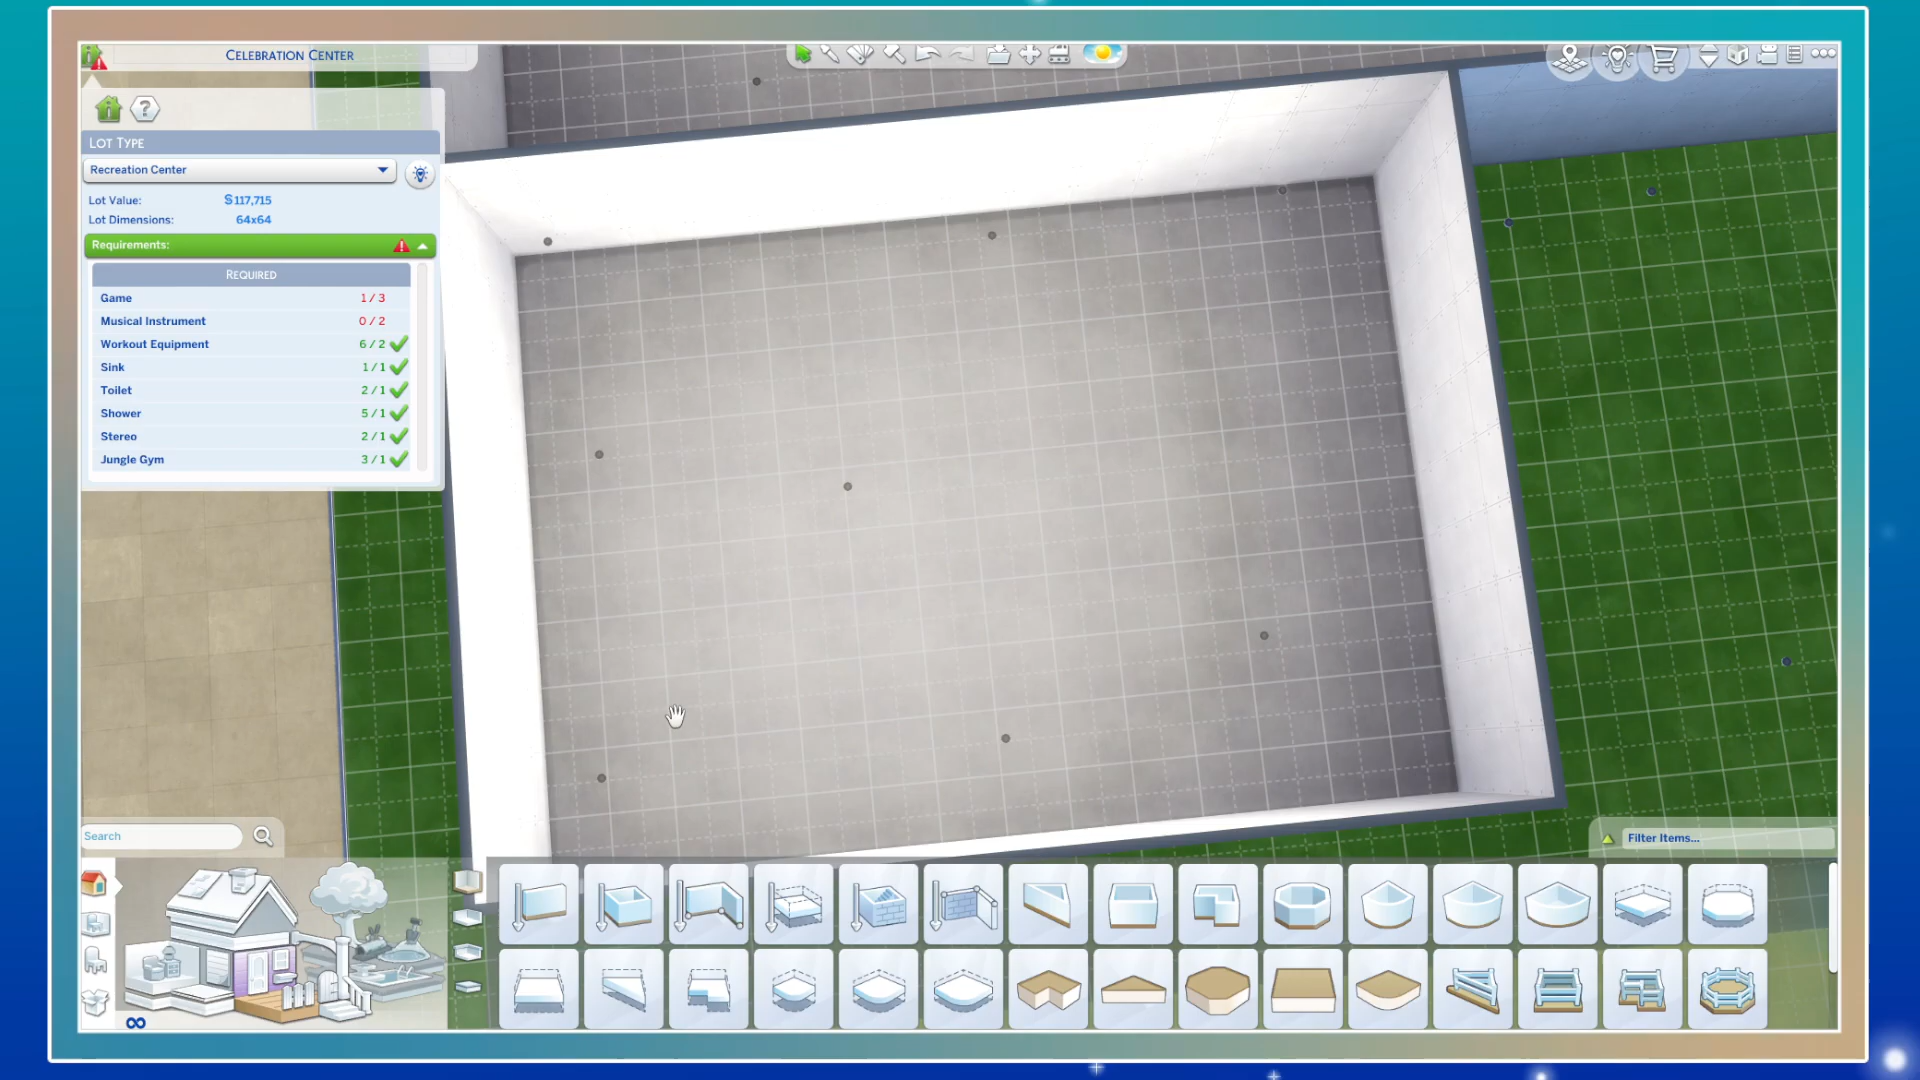 CELEBRATION CENTER
LOT TYPE
Recreation Center
Lot Value: §117,715
Lot Dimensions: 64x64
Requirements:
REQUIRED
Game 1 / 3
Musical Instrument 0 / 2
Workout Equipment 6 / 2
Sink 1 / 1
Toilet 2 / 1
Shower 5 / 1
Stereo 2 / 1
Jungle Gym 3 / 1
Search
Filter Items...